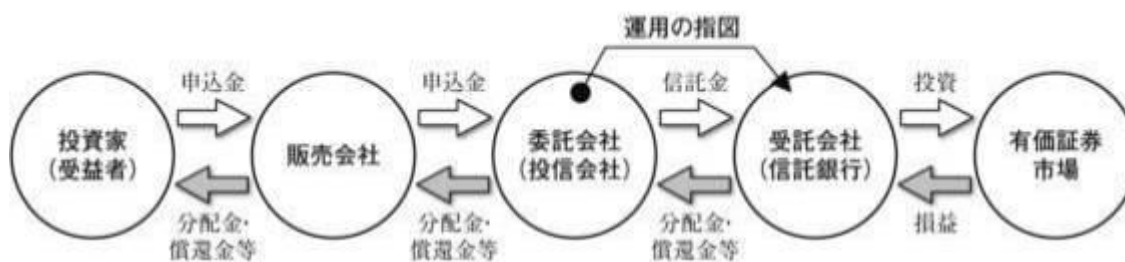 運用の指図
申込金
申込金
信託金
投資
投資家
(受益者)
販売会社
委託会社
(投信会社)
受託会社
(信託銀行)
有価証券
市場
分配金・
償還金等
分配金・
償還金等
分配金・
償還金等
損益